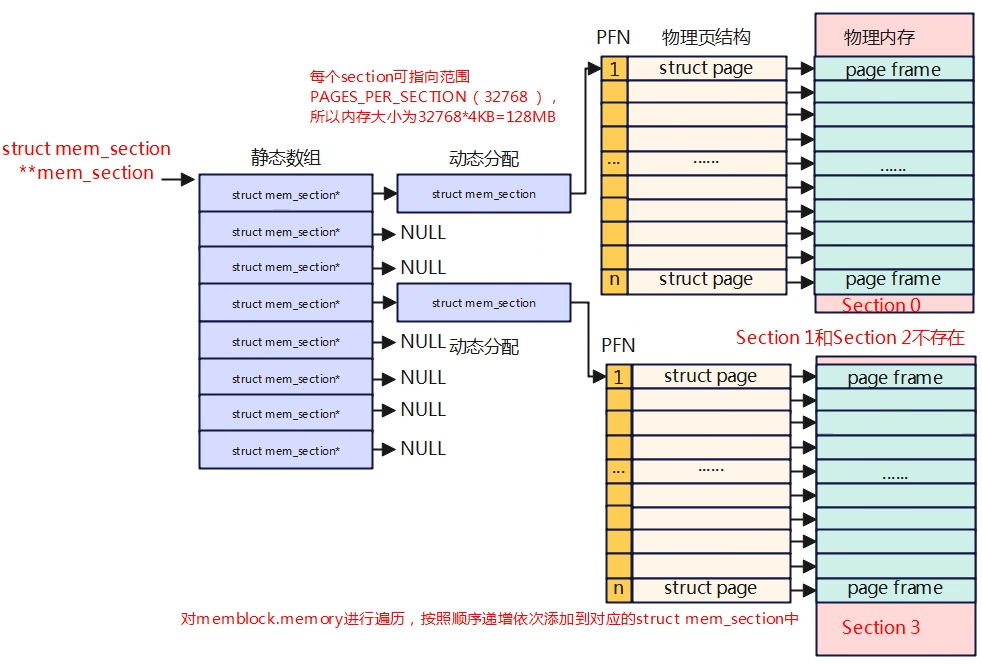 PFN
物理页结构
物理内存
每个section可指向范围
PAGES_PER_SECTION（32768 ），
所以内存大小为32768*4KB=128MB
1
struct page
page frame
struct mem_section
**mem_section
静态数组
动态分配
...
......
......
struct mem_section*
struct mem_section
struct mem_section*
NULL
struct mem_section*
NULL
n
struct page
page frame
struct mem_section*
struct mem_section
Section 0
struct mem_section*
NULL
动态分配
PFN
Section 1和Section 2不存在
struct mem_section*
NULL
1
struct page
page frame
struct mem_section*
NULL
struct mem_section*
NULL
...
......
......
n
struct page
page frame
对memblock.memory进行遍历，按照顺序递增依次添加到对应的struct mem_section中
Section 3